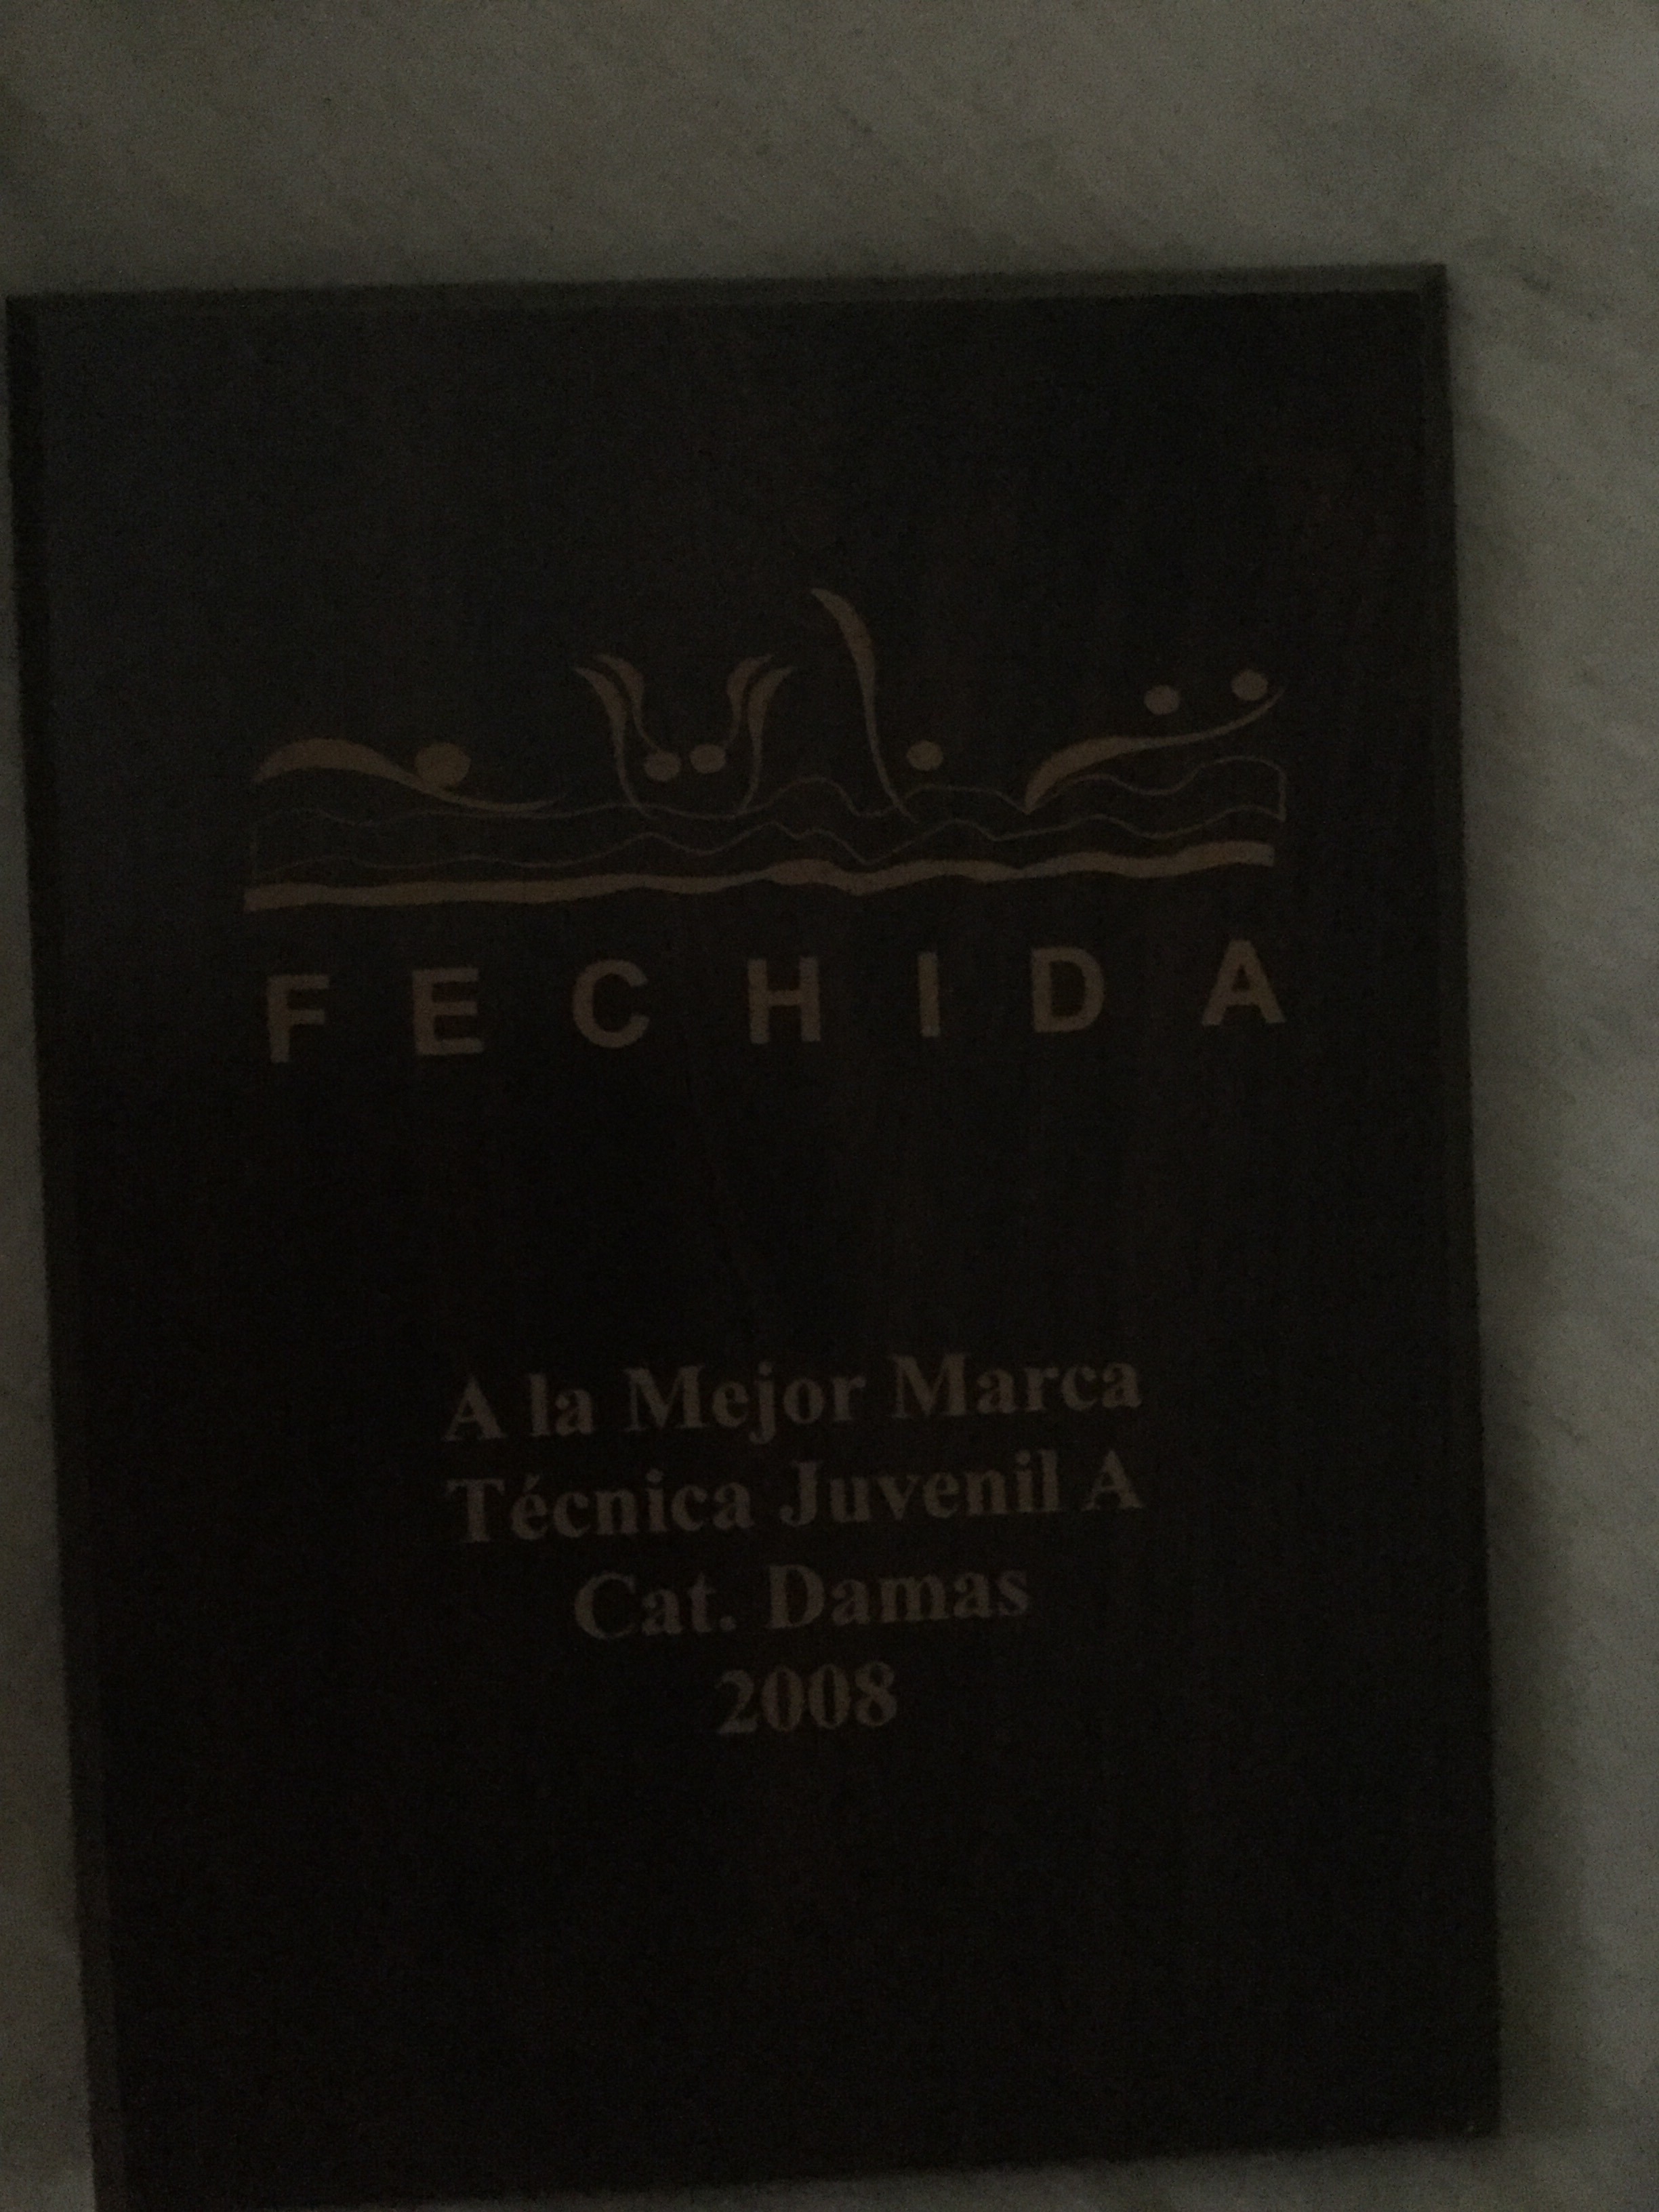 FECHIDA
A la Mejor Marca
Técnica Juvenil A
Cat. Damas
2008